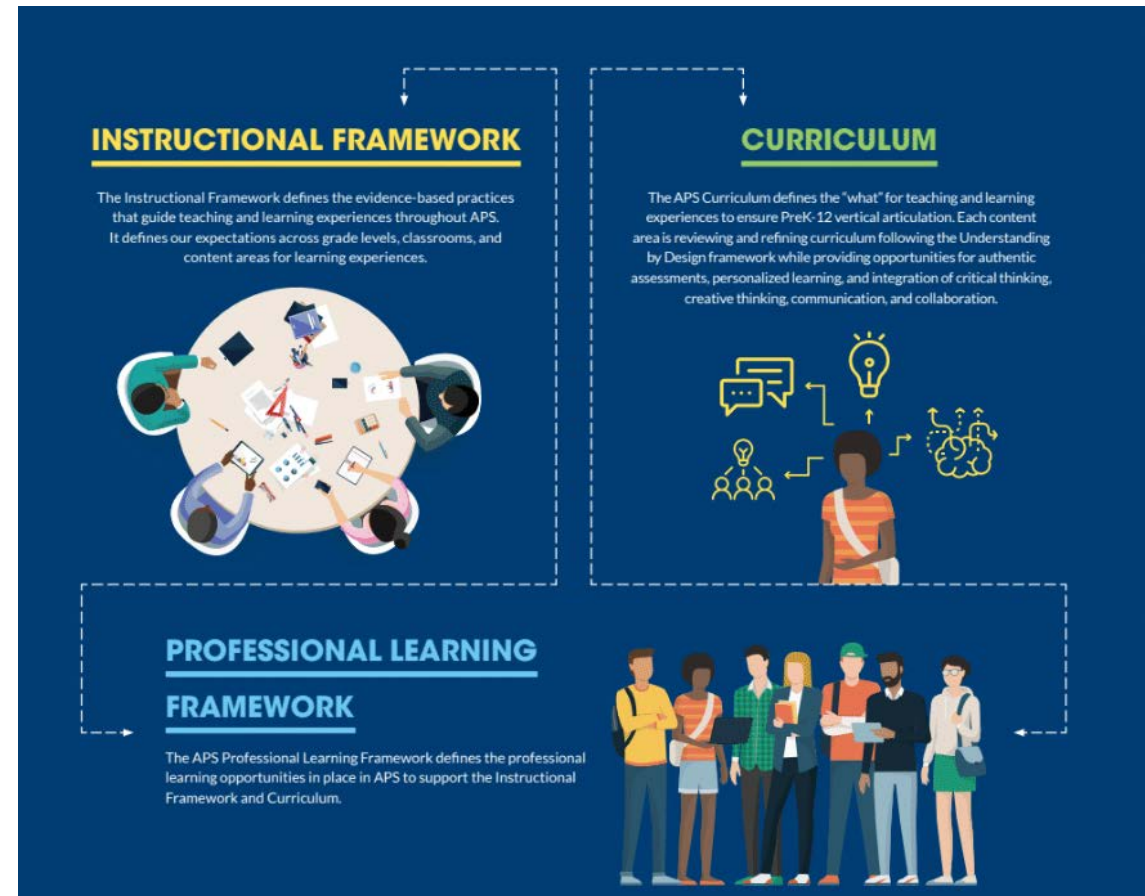 INSTRUCTIONAL FRAMEWORK
The Instructional Framework defines the evidence-based practices
that guide teaching and learning experiences throughout APS.
It defines our expectations across grade levels, classrooms, and
content areas for learning experiences.
CURRICULUM
The APS Curriculum defines the “what” for teaching and learning
experiences to ensure PreK-12 vertical articulation. Each content
area is reviewing and refining curriculum following the Understanding
by Design framework while providing opportunities for authentic
assessments, personalized learning, and integration of critical thinking,
creative thinking, communication, and collaboration.
PROFESSIONAL LEARNING
FRAMEWORK
The APS Professional Learning Framework defines the professional
learning opportunities in place in APS to support the Instructional
Framework and Curriculum.